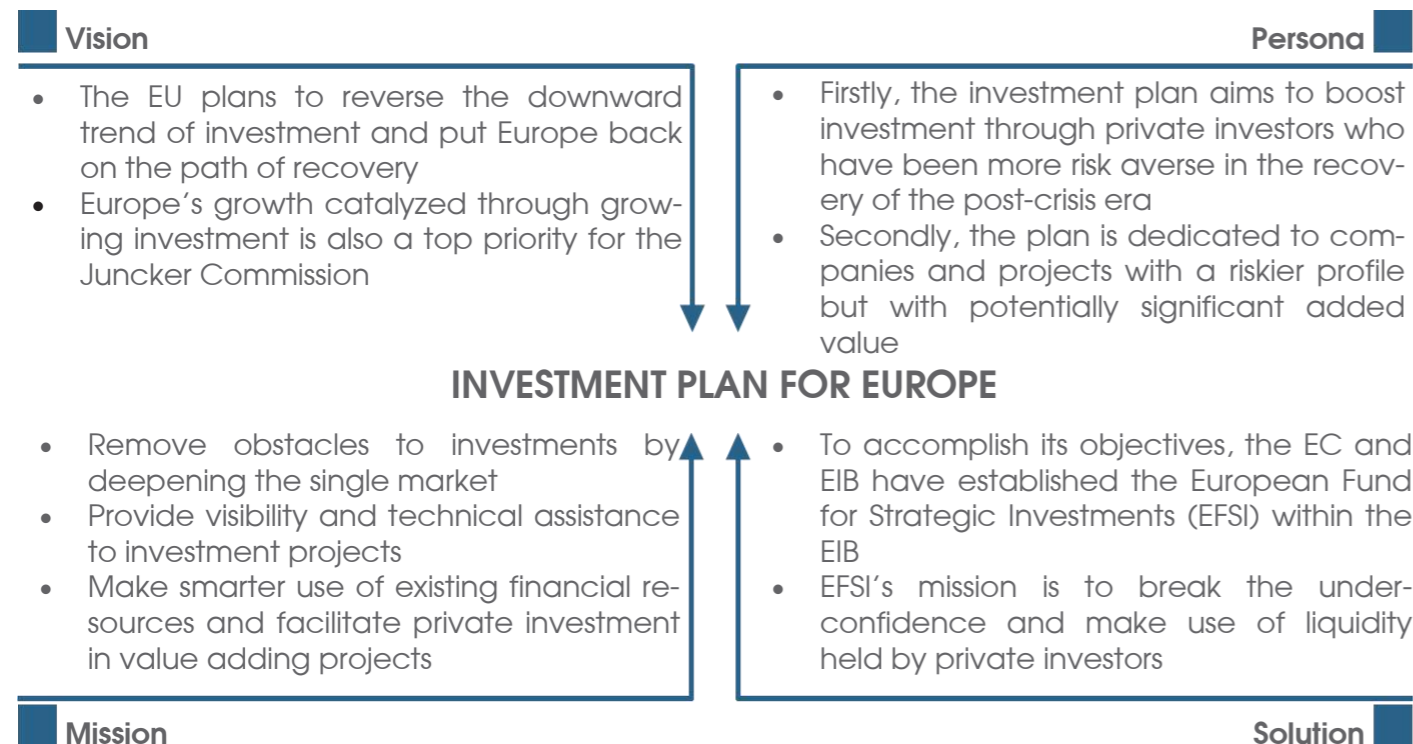 Vision
The EU plans to reverse the downward
trend of investment and put Europe back
on the path of recovery
Europe's growth catalyzed through grow-
ing investment is also a top priority for the
Juncker Commission
Persona
Firstly, the investment plan aims to boost
investment through private investors who
have been more risk averse in the recov-
ery of the post-crisis era
Secondly, the plan is dedicated to com-
panies and projects with a riskier profile
but with potentially significant added
value
INVESTMENT PLAN FOR EUROPE
Remove obstacles to investments by
deepening the single market
Provide visibility and technical assistance
to investment projects
Make smarter use of existing financial re-
sources and facilitate private investment
in value adding projects
Mission
To accomplish its objectives, the EC and
EIB have established the European Fund
for Strategic Investments (EFSI) within the
EIB
EFSI's mission is to break the under-
confidence and make use of liquidity
held by private investors
Solution